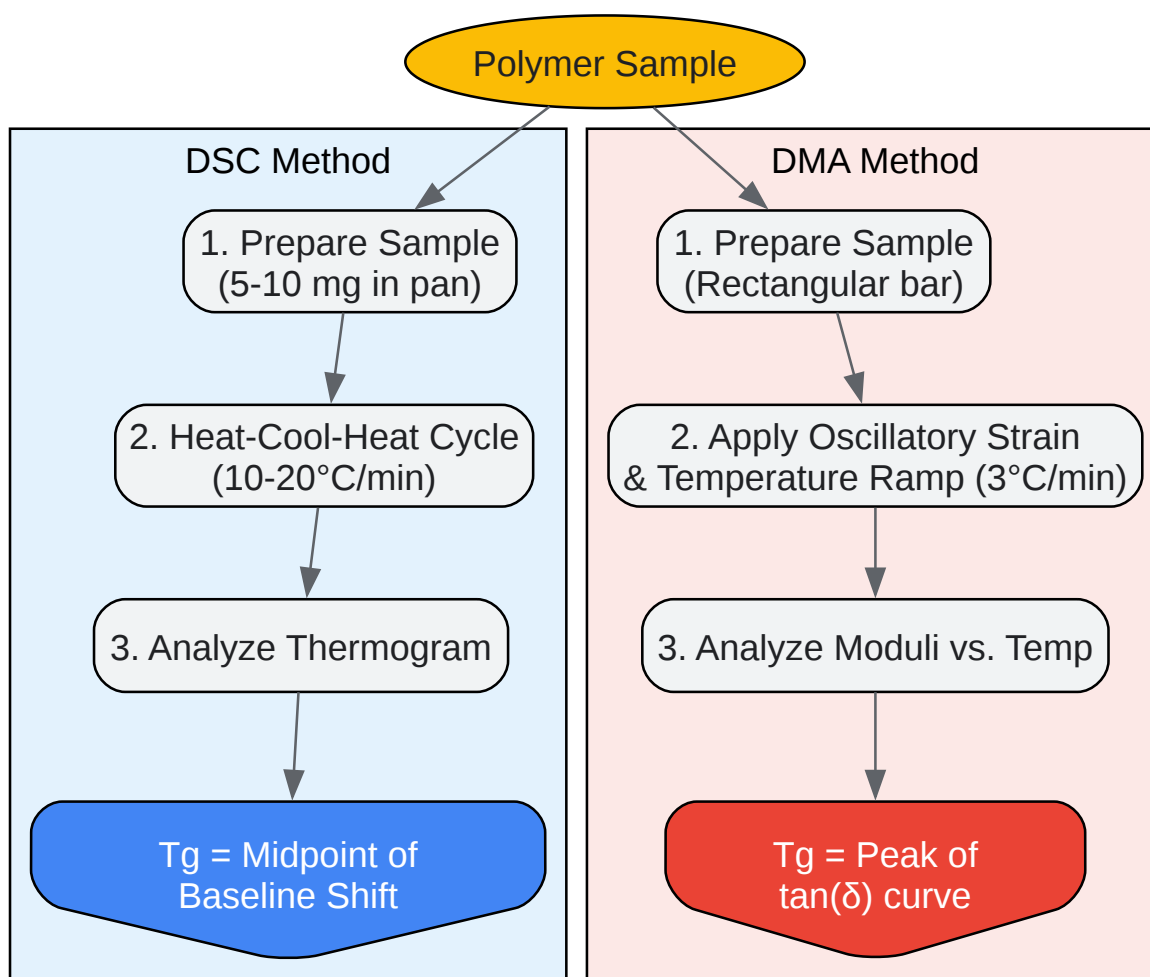 Polymer Sample
DSC Method
1. Prepare Sample
(5-10 mg in pan)
2. Heat-Cool-Heat Cycle
(10-20°C/min)
3. Analyze Thermogram
Tg = Midpoint of
Baseline Shift
DMA Method
1. Prepare Sample
(Rectangular bar)
2. Apply Oscillatory Strain
& Temperature Ramp (3°C/min)
3. Analyze Moduli vs. Temp
Tg = Peak of
tan(δ) curve